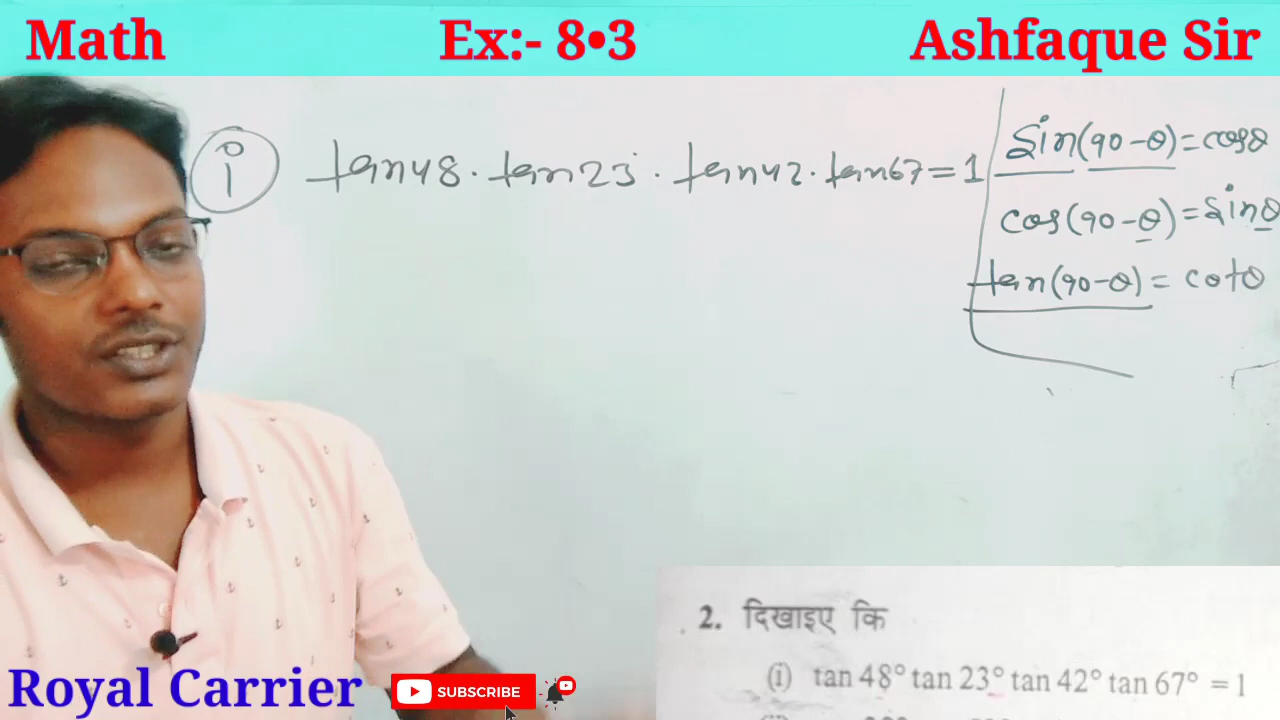 Math Ex:- 8•3 Ashfaque Sir
i tan48 · tan23 · tan42 · tan67 = 1
sin(90-θ)=cosθ
cos(90-θ)=sinθ
tan(90-θ)= cotθ
2. दिखाइए कि
(i) tan 48° tan 23° tan 42° tan 67° = 1
Royal Carrier
SUBSCRIBE